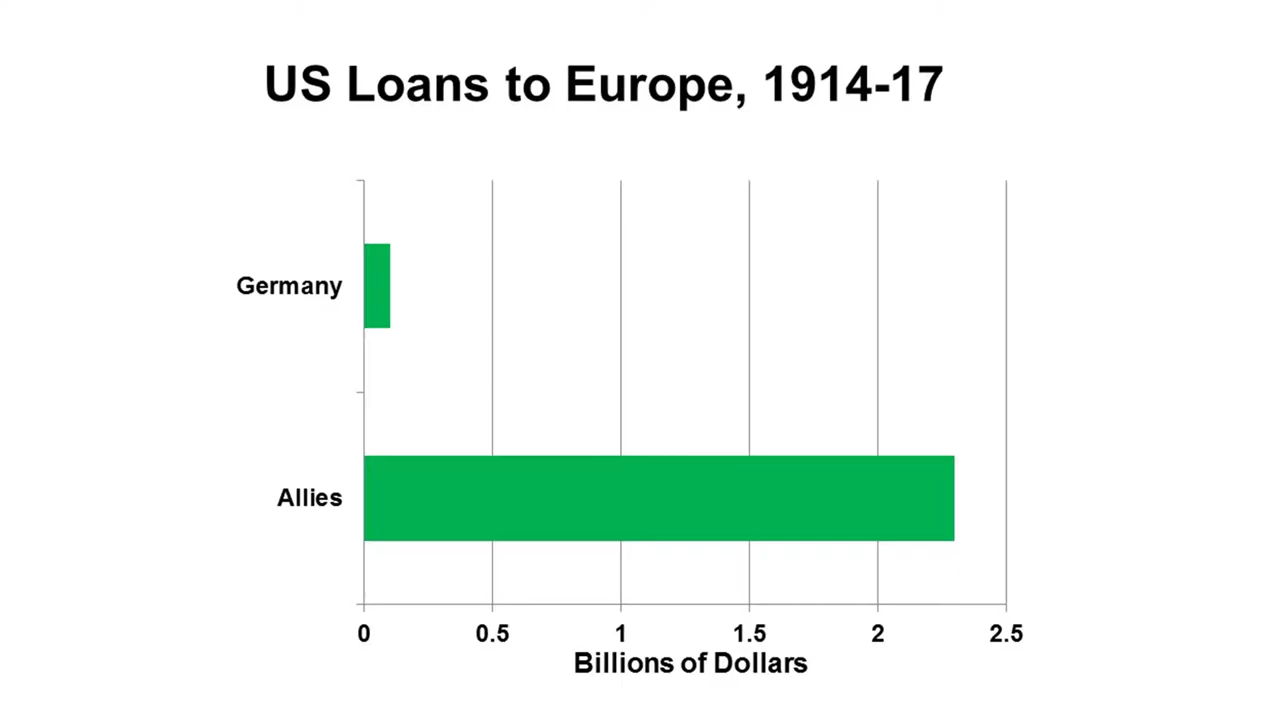 US Loans to Europe, 1914-17
Germany
Allies
0 0.5 1 1.5 2 2.5
Billions of Dollars